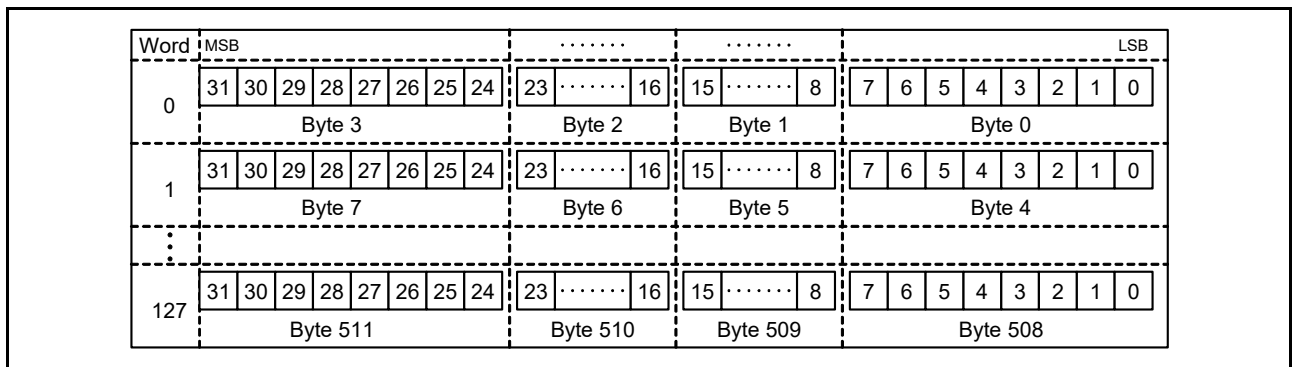 Word MSB ······· ······· LSB
0 31 30 29 28 27 26 25 24 23 ······· 16 15 ······· 8 7 6 5 4 3 2 1 0
Byte 3 Byte 2 Byte 1 Byte 0
1 31 30 29 28 27 26 25 24 23 ······· 16 15 ······· 8 7 6 5 4 3 2 1 0
Byte 7 Byte 6 Byte 5 Byte 4
⋮
127 31 30 29 28 27 26 25 24 23 ······· 16 15 ······· 8 7 6 5 4 3 2 1 0
Byte 511 Byte 510 Byte 509 Byte 508